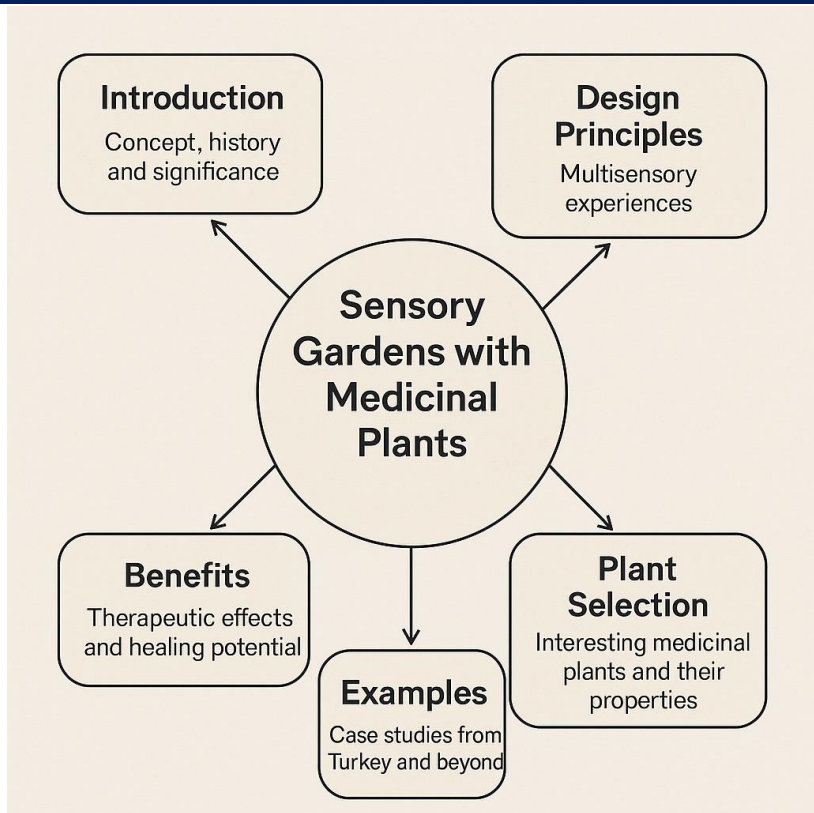 Introduction
Concept, history
and significance
Design
Principles
Multisensory
experiences
Sensory
Gardens with
Medicinal
Plants
Benefits
Therapeutic effects
and healing potential
Examples
Case studies from
Turkey and beyond
Plant
Selection
Interesting medicinal
plants and their
properties